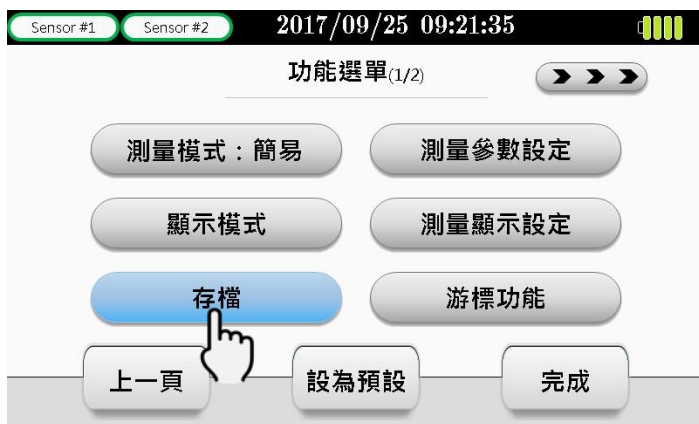 Sensor #1 Sensor #2 2017/09/25 09:21:35
功能選單(1/2)
測量模式：簡易 測量參數設定
顯示模式 測量顯示設定
存檔 游標功能
上一頁 設為預設 完成